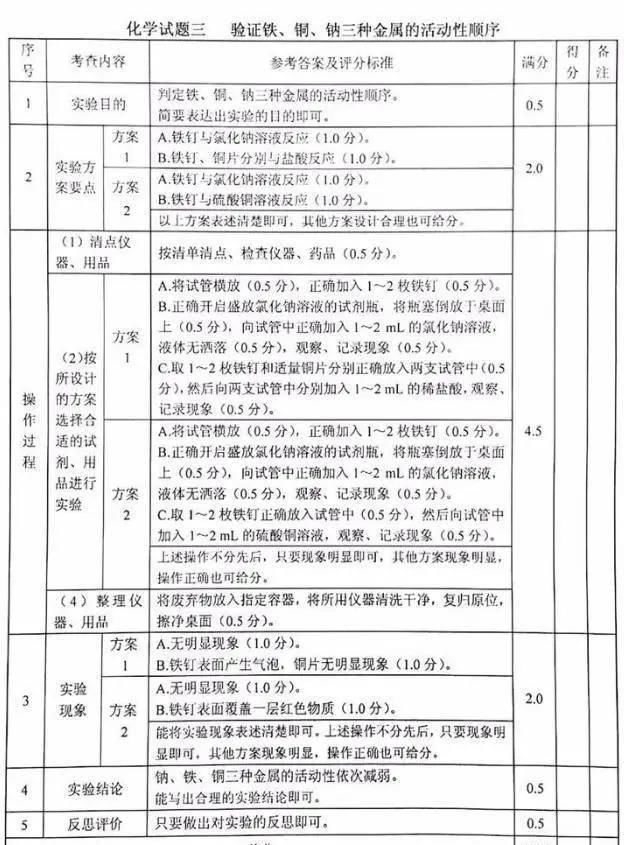 化学试题三 验证铁、铜、钠三种金属的活动性顺序
序号 考查内容 参考答案及评分标准 满分 得分 备注
1 实验目的 判定铁、铜、钠三种金属的活动性顺序。
简要表达出实验的目的即可。 0.5
2 实验方案要点 方案1 A.铁钉与氯化钠溶液反应（1.0 分）。
B.铁钉、铜片分别与盐酸反应（1.0 分）。 2.0
方案2 A.铁钉与氯化钠溶液反应（1.0 分）。
B.铁钉与硫酸铜溶液反应（1.0 分）。
以上方案表述清楚即可，其他方案设计合理也可给分。
操作过程 （1）清点仪器、用品 按清单清点、检查仪器、药品（0.5 分）。 4.5
（2)按所设计的方案选择合适的试剂、用品进行实验 方案1 A.将试管横放（0.5 分），正确加入 1～2 枚铁钉（0.5 分）。
B.正确开启盛放氯化钠溶液的试剂瓶，将瓶塞倒放于桌面
上（0.5 分），向试管中正确加入 1～2 mL 的氯化钠溶液，
液体无洒落（0.5 分），观察、记录现象（0.5 分）。
C.取 1～2 枚铁钉和适量铜片分别正确放入两支试管中（0.5
分），然后向两支试管中分别加入 1～2 mL 的稀盐酸，观察、
记录现象（0.5 分）。
方案2 A.将试管横放（0.5 分），正确加入 1～2 枚铁钉（0.5 分）。
B.正确开启盛放氯化钠溶液的试剂瓶，将瓶塞倒放于桌面
上（0.5 分），向试管中正确加入 1～2 mL 的氯化钠溶液，
液体无洒落（0.5 分），观察、记录现象（0.5 分）。
C.取 1～2 枚铁钉正确放入试管中（0.5 分），然后向试管中
加入 1～2 mL 的硫酸铜溶液，观察、记录现象（0.5 分）。
上述操作不分先后，只要现象明显即可，其他方案现象明显，
操作正确也可给分。
（4）整理仪器、用品 将废弃物放入指定容器，将所用仪器清洗干净，复归原位，
擦净桌面（0.5 分）。
3 实验现象 方案1 A.无明显现象（1.0 分）。
B.铁钉表面产生气泡，铜片无明显现象（1.0 分）。 2.0
方案2 A.无明显现象（1.0 分）。
B.铁钉表面覆盖一层红色物质（1.0 分）。
能将实验现象表述清楚即可。上述操作不分先后，只要现象明
显即可，其他方案现象明显，操作正确也可给分。
4 实验结论 钠、铁、铜三种金属的活动性依次减弱。
能写出合理的实验结论即可。 0.5
5 反思评价 只要做出对实验的反思即可。 0.5